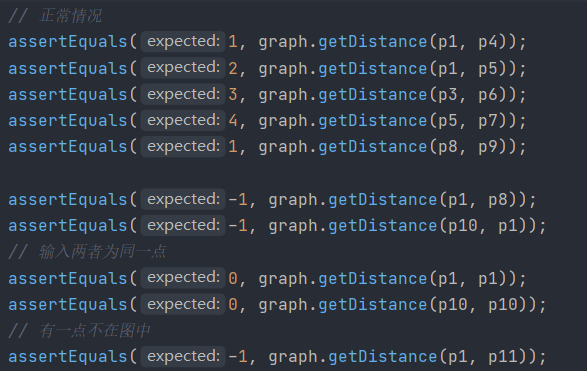 // 正常情况
assertEquals( expected: 1, graph.getDistance(p1, p4));
assertEquals( expected: 2, graph.getDistance(p1, p5));
assertEquals( expected: 3, graph.getDistance(p3, p6));
assertEquals( expected: 4, graph.getDistance(p5, p7));
assertEquals( expected: 1, graph.getDistance(p8, p9));
assertEquals( expected: -1, graph.getDistance(p1, p8));
assertEquals( expected: -1, graph.getDistance(p10, p1));
// 输入两者为同一点
assertEquals( expected: 0, graph.getDistance(p1, p1));
assertEquals( expected: 0, graph.getDistance(p10, p10));
// 有一点不在图中
assertEquals( expected: -1, graph.getDistance(p1, p11));